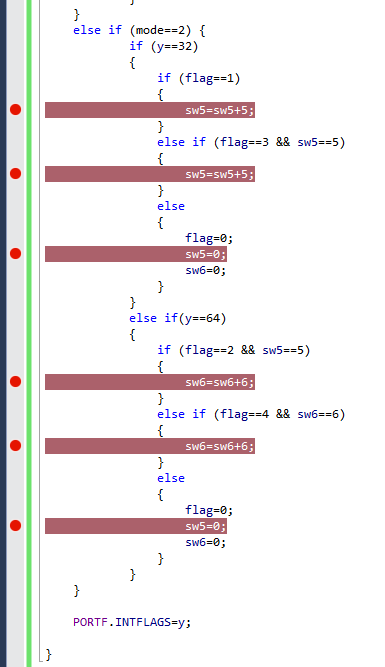 }
else if (mode==2) {
if (y==32)
{
if (flag==1)
{
sw5=sw5+5;
}
else if (flag==3 && sw5==5)
{
sw5=sw5+5;
}
else
{
flag=0;
sw5=0;
sw6=0;
}
}
else if(y==64)
{
if (flag==2 && sw5==5)
{
sw6=sw6+6;
}
else if (flag==4 && sw6==6)
{
sw6=sw6+6;
}
else
{
flag=0;
sw5=0;
sw6=0;
}
}
}
PORTF.INTFLAGS=y;
}